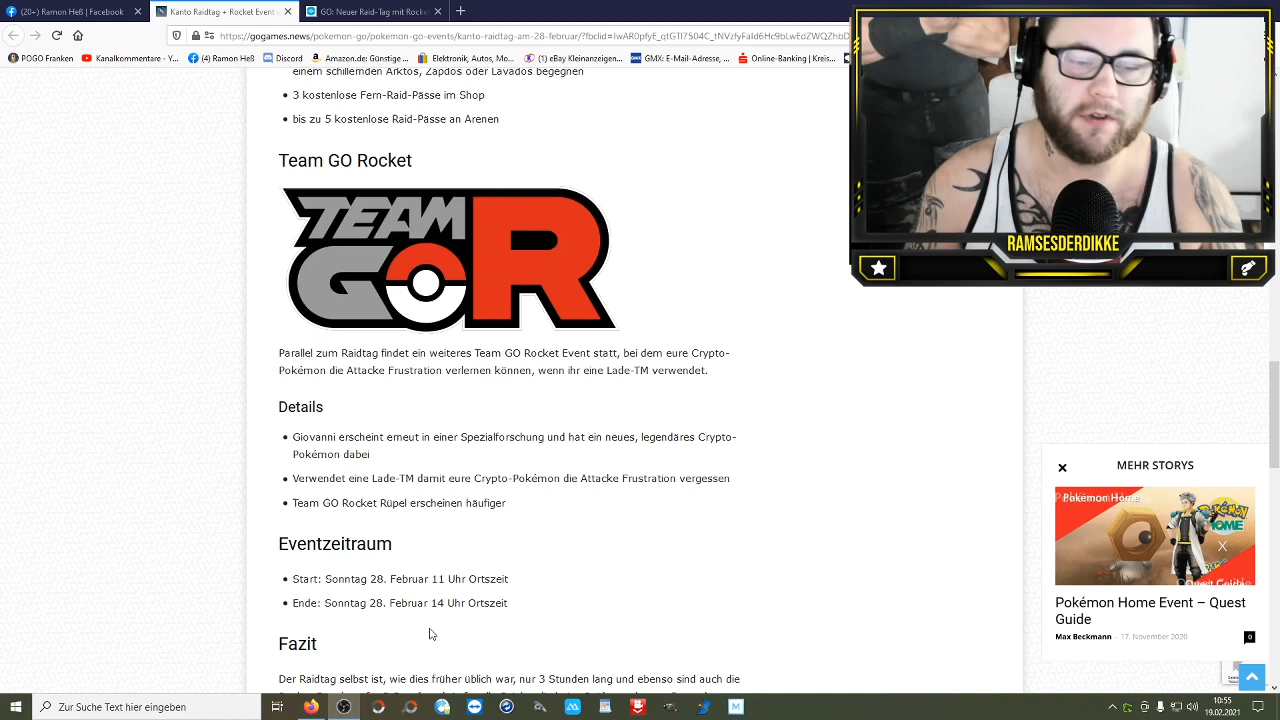 (20+) Ramon Heß | Facebook
Kanto Raidtag + Rocket Event
GO: Neuer Raid-Tag mit Rocket
https://gogames.news/pokemon-go/pokemon-go-events/kanto-raidtag-am-28-februar/?fbclid=
POGO Franken
Kanalkommentare - Y...
(4) Ramon Heß
Discord
Amazon.de: Günstige ...
Elektronik, Autos, Mo...
(1) eBay Kleinanzeigen...
GMX: E-Mail-Adresse, ...
Online-Banking | Kreis...
einem schillernden Arktos, Zapdos oder Lavados begegnen
3 kostenlose Fern-Raid-Pässe im Shop
bis zu 5 kostenlose Raid-Pässe an Arenen
Team GO Rocket
TEAM
GO R
Parallel zum Raidtag findet ein weiteres Team GO Rocket Event statt, bei dem eure Crypto-
Pokémon die Attacke Frustration verlernen können, wenn ihr eine Lade-TM verwendet.
Details
Giovanni erscheint erneut in einer Spezialforschung und hat ein neues, legendäres Crypto-
Pokémon dabei
Verwendet eine Lade-TM damit eure Crypto-Pokémon die Attacke Frustration vergessen
Team GO Rocket Rüpel erscheinen häufiger
Eventzeitraum
Start: Sonntag 28. Februar 11 Uhr Ortszeit
Ende: Sonntag 28. Februar 14 Uhr Ortszeit
Fazit
Der Raidtag selbst ist, wie dies früher üblich war, nur 3 Stunden lang und ebenso sind auch die
RAMSESDERDIKKE
MEHR STORYS
Pokémon Home
POKÉMON
HOME
X
Quest Guide
Pokémon Home Event – Quest
Guide
Max Beckmann - 17. November 2020
0
Zur Suche Text hier eingeben
10:55
19.02.2021